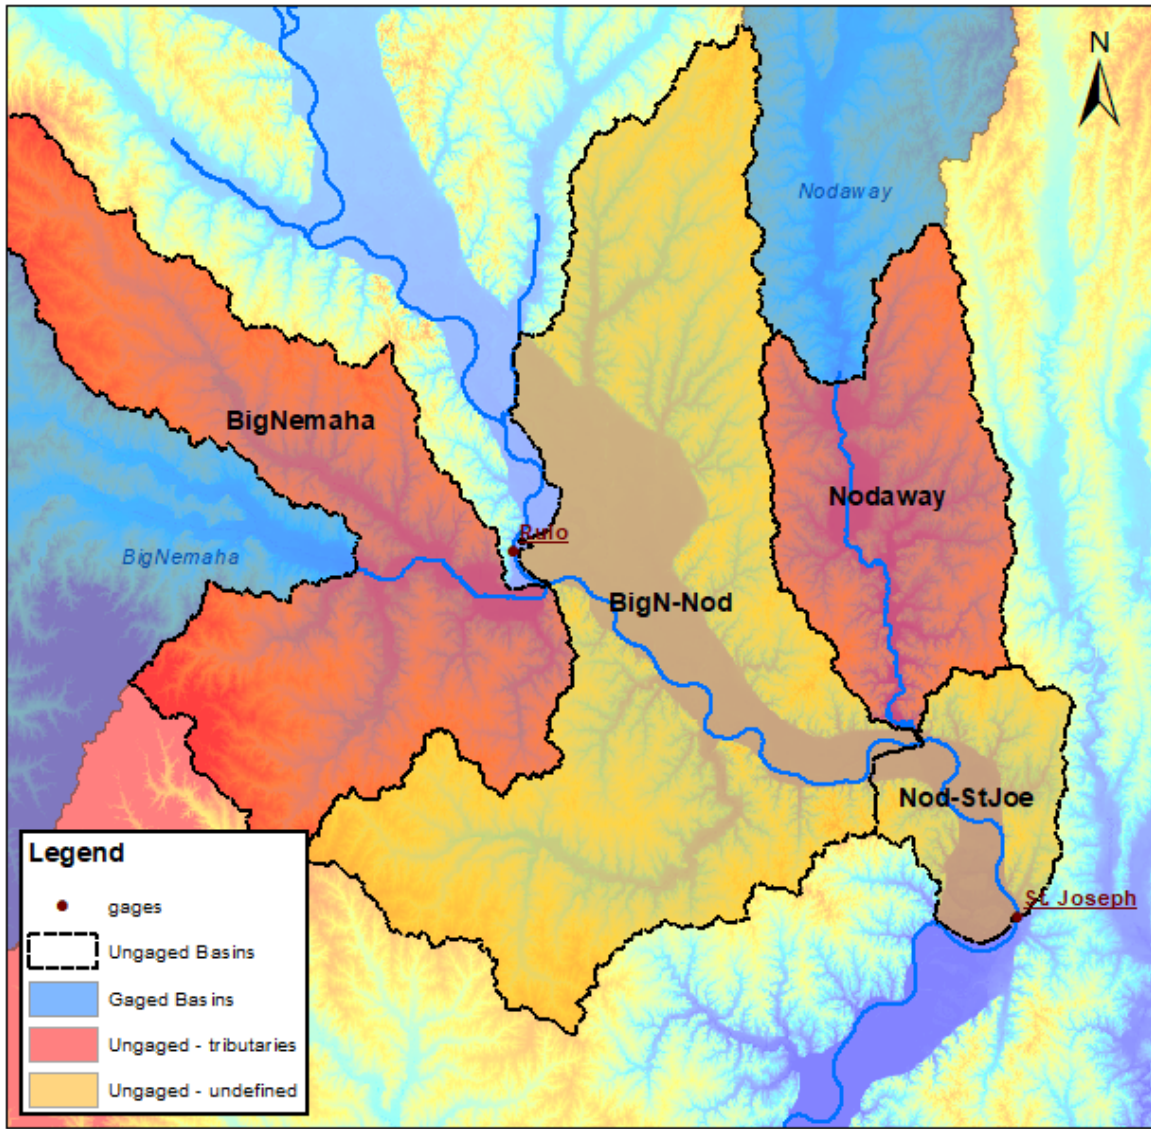 N
Nodaway
BigNemaha
Nodaway
Rulo
BigNemaha
BigN-Nod
Nod-StJoe
St Joseph
Legend
gages
Ungaged Basins
Gaged Basins
Ungaged - tributaries
Ungaged - undefined